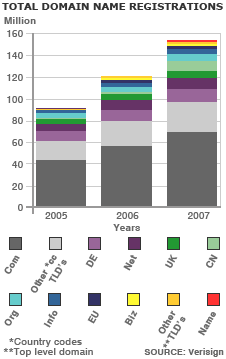 TOTAL DOMAIN NAME REGISTRATIONS
Million
160
140
120
100
80
60
40
20
0
2005 2006 2007
Years
Com
Other *cc
TLD's
DE
Net
UK
CN
Org
Info
EU
Biz
Other
**TLD's
Name
*Country codes
**Top level domain
SOURCE: Verisign